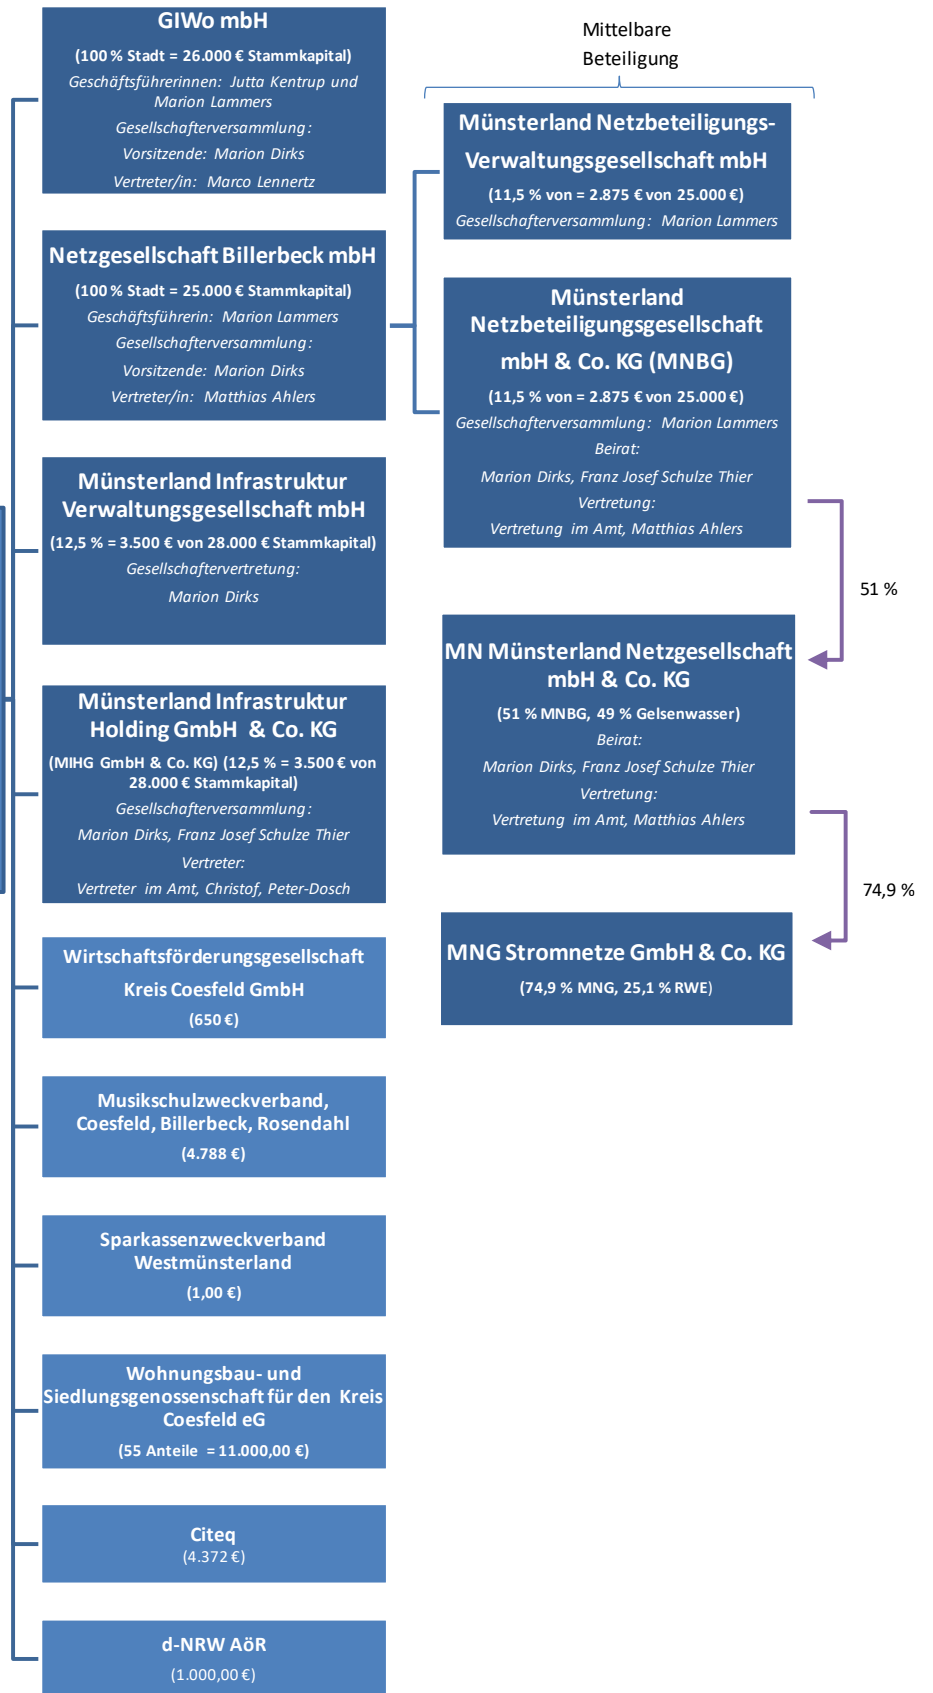 GIWo mbH
(100 % Stadt = 26.000 € Stammkapital)
Geschäftsführerinnen: Jutta Kentrup und
Marion Lammers
Gesellschafterversammlung:
Vorsitzende: Marion Dirks
Vertreter/in: Marco Lennertz
Netzgesellschaft Billerbeck mbH
(100 % Stadt = 25.000 € Stammkapital)
Geschäftsführerin: Marion Lammers
Gesellschafterversammlung:
Vorsitzende: Marion Dirks
Vertreter/in: Matthias Ahlers
Münsterland Infrastruktur
Verwaltungsgesellschaft mbH
(12,5 % = 3.500 € von 28.000 € Stammkapital)
Gesellschaftervertretung:
Marion Dirks
Münsterland Infrastruktur
Holding GmbH & Co. KG
(MIHG GmbH & Co. KG) (12,5 % = 3.500 € von
28.000 € Stammkapital)
Gesellschafterversammlung:
Marion Dirks, Franz Josef Schulze Thier
Vertreter:
Vertreter im Amt, Christof, Peter-Dosch
Wirtschaftsförderungsgesellschaft
Kreis Coesfeld GmbH
(650 €)
Musikschulzweckverband,
Coesfeld, Billerbeck, Rosendahl
(4.788 €)
Sparkassenzweckverband
Westmünsterland
(1,00 €)
Wohnungsbau- und
Siedlungsgenossenschaft für den Kreis
Coesfeld eG
(55 Anteile = 11.000,00 €)
Citeq
(4.372 €)
d-NRW AöR
(1.000,00 €)
Mittelbare
Beteiligung
Münsterland Netzbeteiligungs-
Verwaltungsgesellschaft mbH
(11,5 % von = 2.875 € von 25.000 €)
Gesellschafterversammlung: Marion Lammers
Münsterland
Netzbeteiligungsgesellschaft
mbH & Co. KG (MNBG)
(11,5 % von = 2.875 € von 25.000 €)
Gesellschafterversammlung: Marion Lammers
Beirat:
Marion Dirks, Franz Josef Schulze Thier
Vertretung:
Vertretung im Amt, Matthias Ahlers
51 %
MN Münsterland Netzgesellschaft
mbH & Co. KG
(51 % MNBG, 49 % Gelsenwasser)
Beirat:
Marion Dirks, Franz Josef Schulze Thier
Vertretung:
Vertretung im Amt, Matthias Ahlers
74,9 %
MNG Stromnetze GmbH & Co. KG
(74,9 % MNG, 25,1 % RWE)